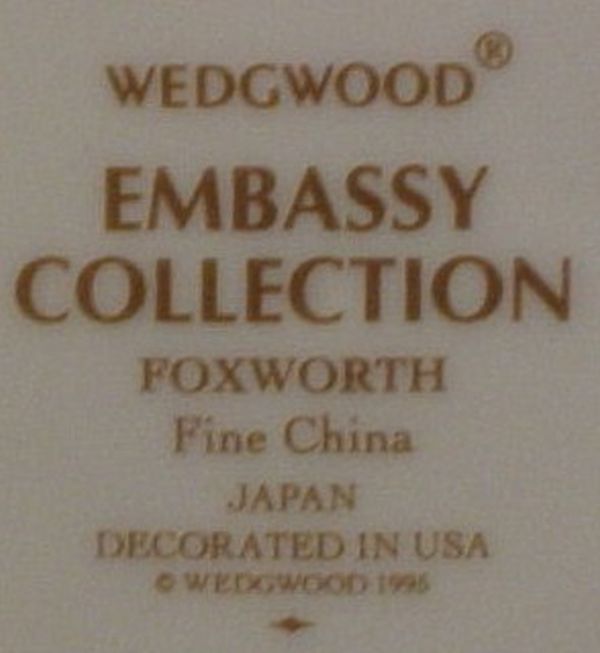 WEDGWOOD®
EMBASSY
COLLECTION
FOXWORTH
Fine China
JAPAN
DECORATED IN USA
© WEDGWOOD 1995